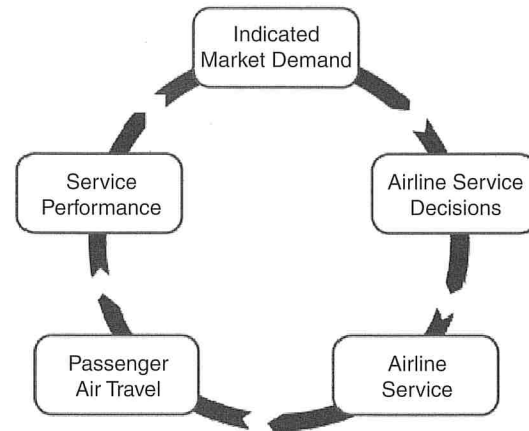 Indicated
Market Demand
Airline Service
Decisions
Airline
Service
Passenger
Air Travel
Service
Performance